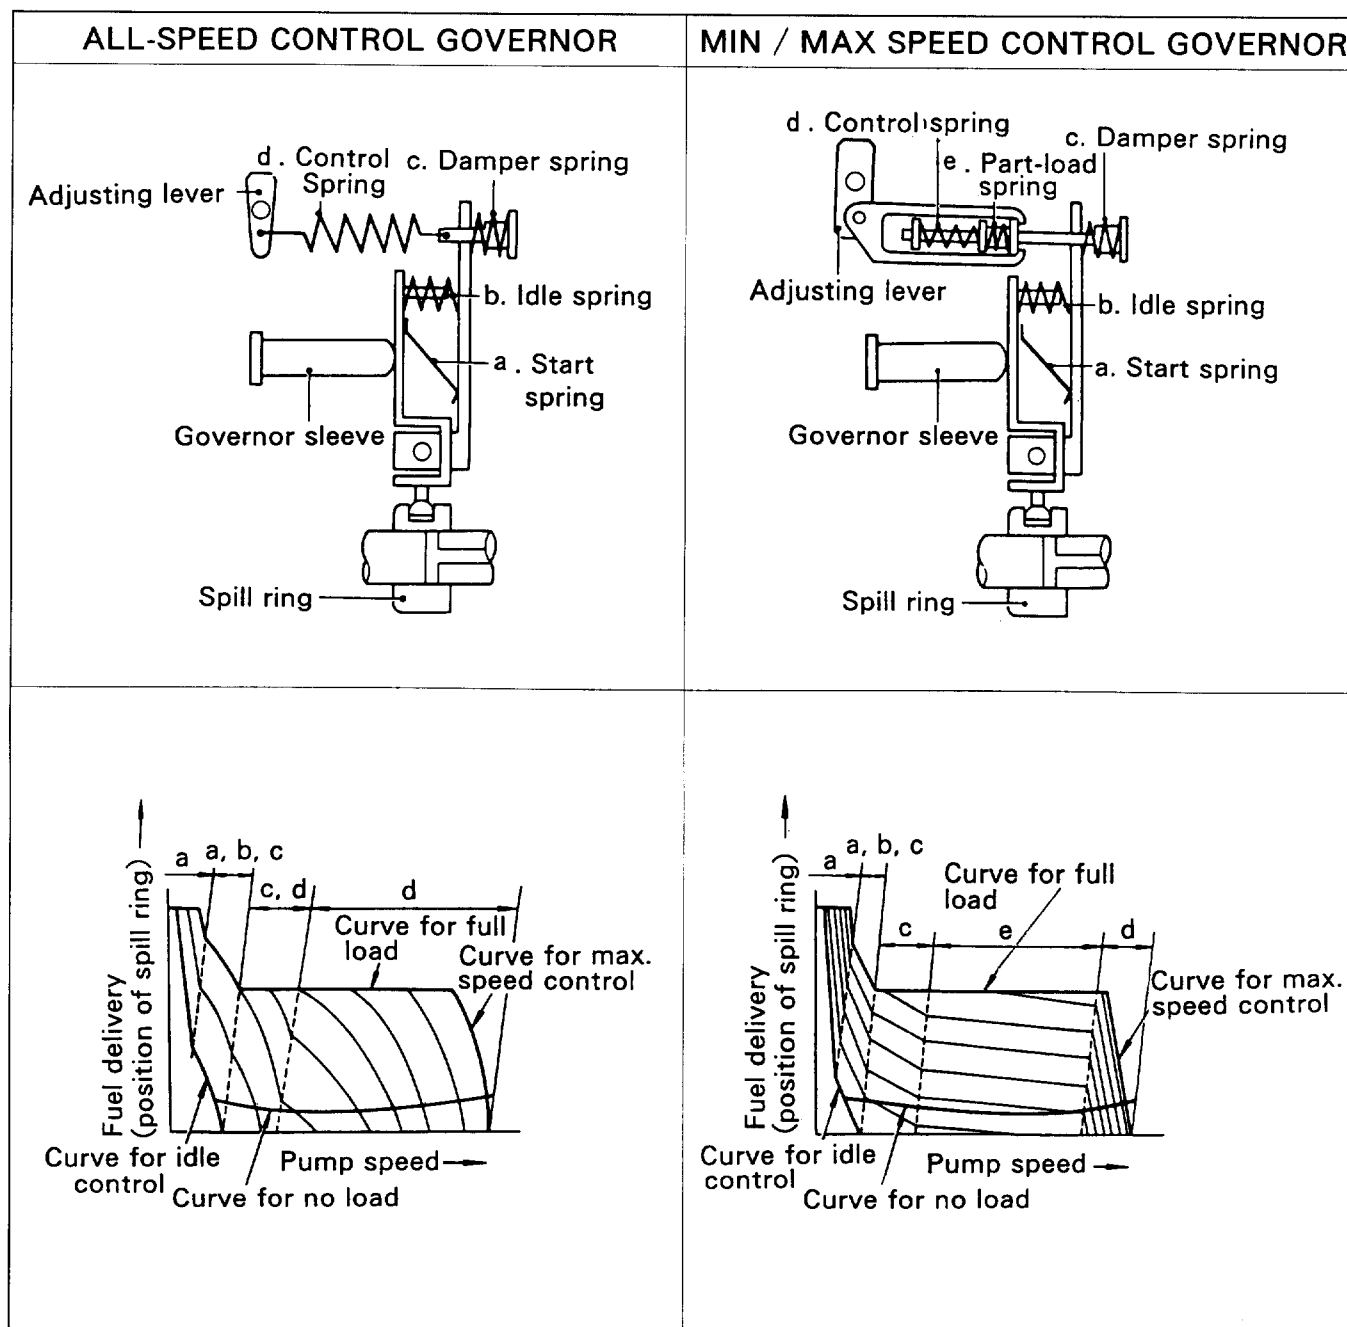 ALL-SPEED CONTROL GOVERNOR
d . Control
Spring
c. Damper spring
Adjusting lever
b. Idle spring
a . Start
spring
Governor sleeve
Spill ring
MIN / MAX SPEED CONTROL GOVERNOR
d . Control spring
c. Damper spring
e . Part-load
spring
Adjusting lever
b. Idle spring
a. Start spring
Governor sleeve
Spill ring
Fuel delivery
(position of spill ring)
a
a, b, c
c, d
d
Curve for full
load
Curve for max.
speed control
Curve for idle
control
Pump speed
Curve for no load
Fuel delivery
(position of spill ring)
a
a, b, c
c
e
d
Curve for full
load
Curve for max.
speed control
Curve for idle
control
Pump speed
Curve for no load